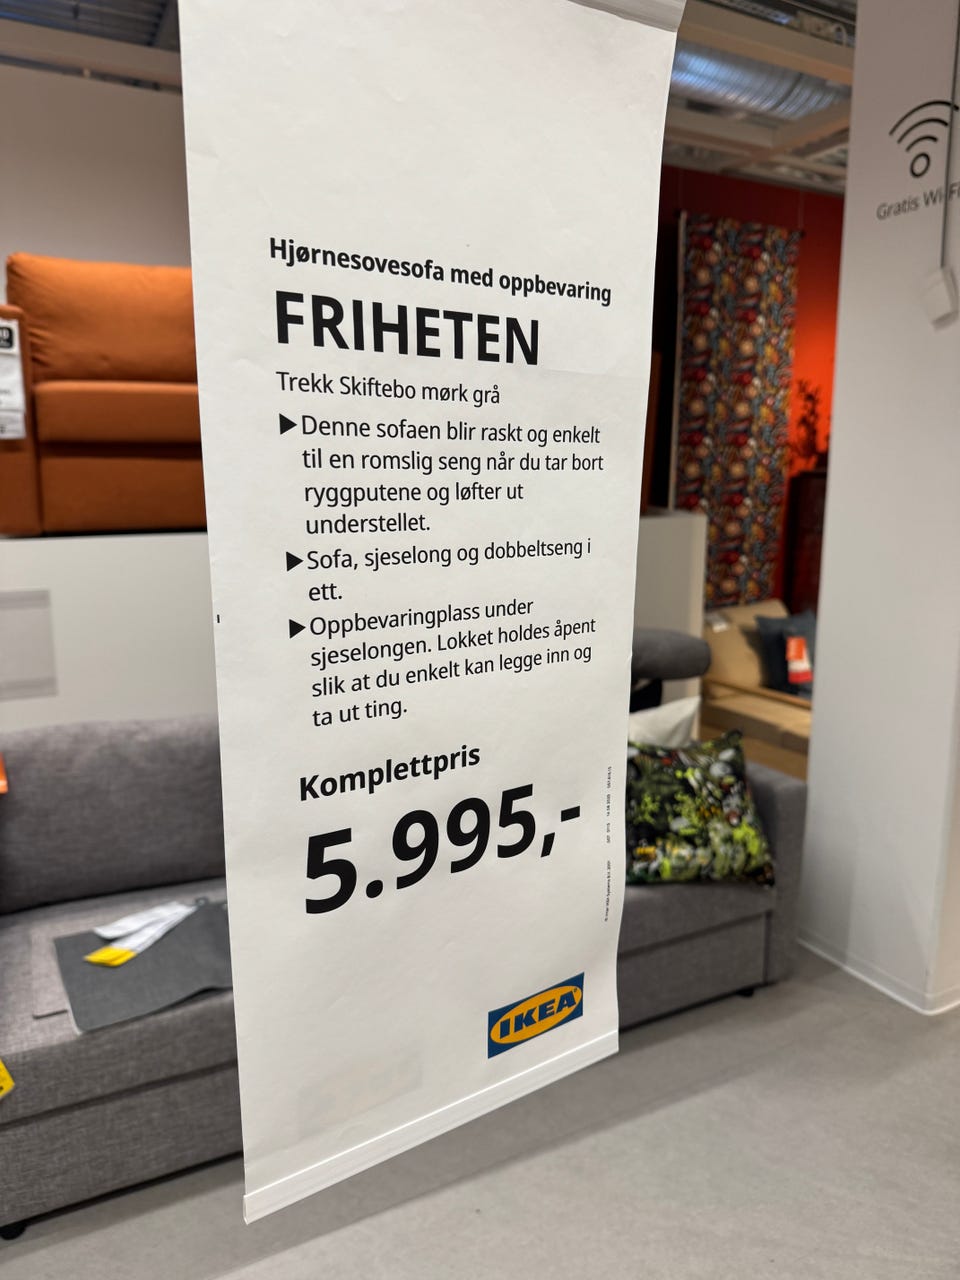 Hjørnesovesofa med oppbevaring
FRIHETEN
Trekk Skiftebo mørk grå
▶Denne sofaen blir raskt og enkelt
til en romslig seng når du tar bort
ryggputene og løfter ut
understellet.
▶Sofa, sjeselong og dobbeltseng i
ett.
▶Oppbevaringplass under
sjeselongen. Lokket holdes åpent
slik at du enkelt kan legge inn og
ta ut ting.
Komplettpris
5.995,-
IKEA
Gratis Wi-Fi